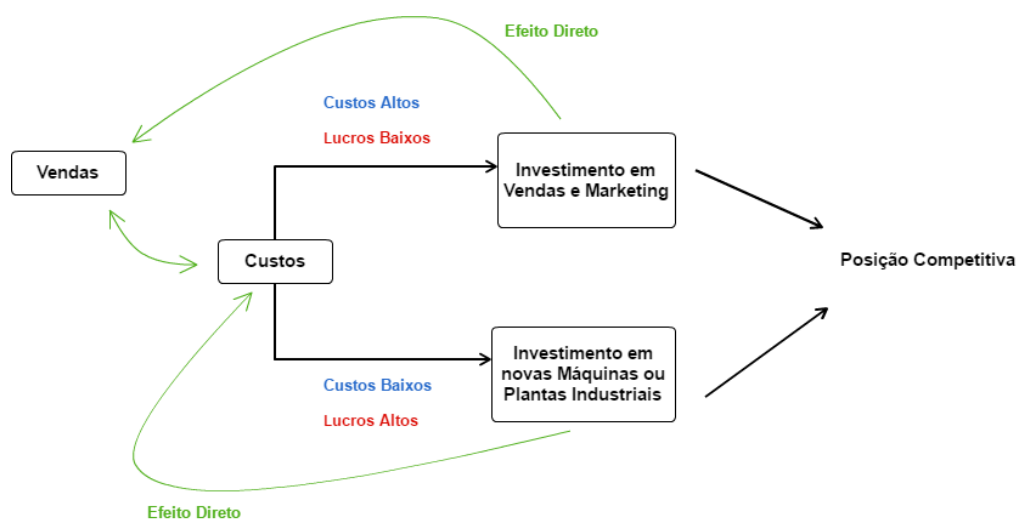 Efeito Direto
Custos Altos
Lucros Baixos
Vendas
Investimento em
Vendas e Marketing
Custos
Posição Competitiva
Investimento em
novas Máquinas ou
Plantas Industriais
Custos Baixos
Lucros Altos
Efeito Direto